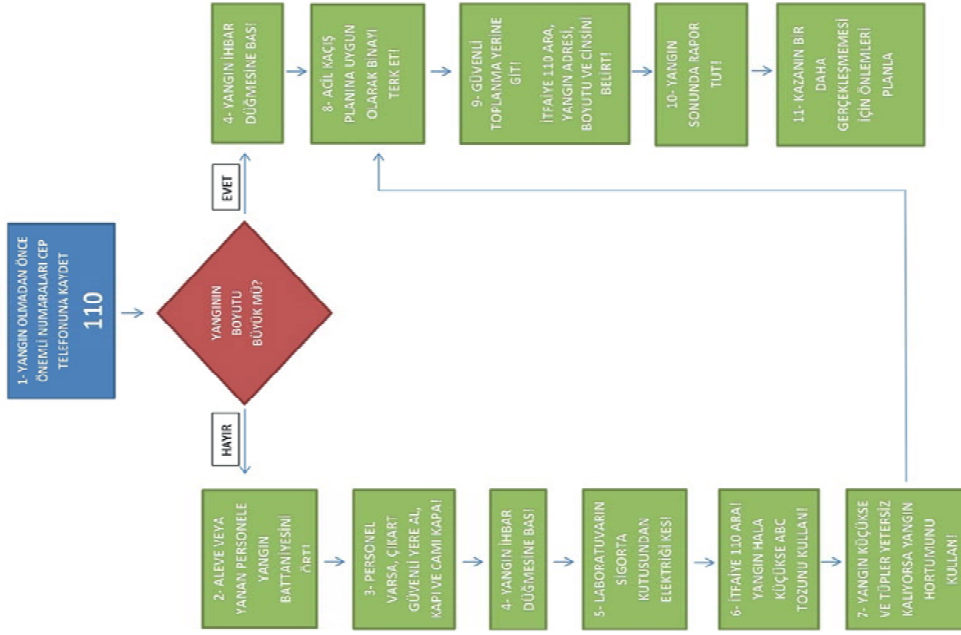 1- YANGIN OLMADAN ÖNCE
ÖNEMLİ NUMARALARI CEP
TELEFONUNA KAYDET
110
YANGININ
BOYUTU
BÜYÜK MÜ?
HAYIR
EVET
2- ALEVE VEYA
YANAN PERSONELE
YANGIN
BATTANİYESİNİ
ÖRT!
3- PERSONEL
VARSA, ÇIKART
GÜVENLİ YERE AL,
KAPI VE CAMI KAPA!
4- YANGIN İHBAR
DÜĞMESİNE BAS!
5- LABORATUVARIN
SİGORTA
KUTUSUNDAN
ELEKTRİĞİ KES!
6- İTFAİYE 110 ARA!
YANGIN HALA
KÜÇÜKSE ABC
TOZUNU KULLAN!
7- YANGIN KÜÇÜKSE
VE TÜPLER YETERSİZ
KALIYORSA YANGIN
HORTUMUNU
KULLAN!
4- YANGIN İHBAR
DÜĞMESİNE BAS!
8- ACİL KAÇIŞ
PLANINA UYGUN
OLARAK BİNAYI
TERK ET!
9- GÜVENLİ
TOPLANMA YERİNE
GİT!
İTFAİYE 110 ARA,
YANGIN ADRESİ,
BOYUTU VE CİNSİNİ
BELİRT!
10- YANGIN
SONUNDA RAPOR
TUT!
11- KAZANIN BİR
DAHA
GERÇEKLEŞMEMESİ
İÇİN ÖNLEMLERİ
PLANLA